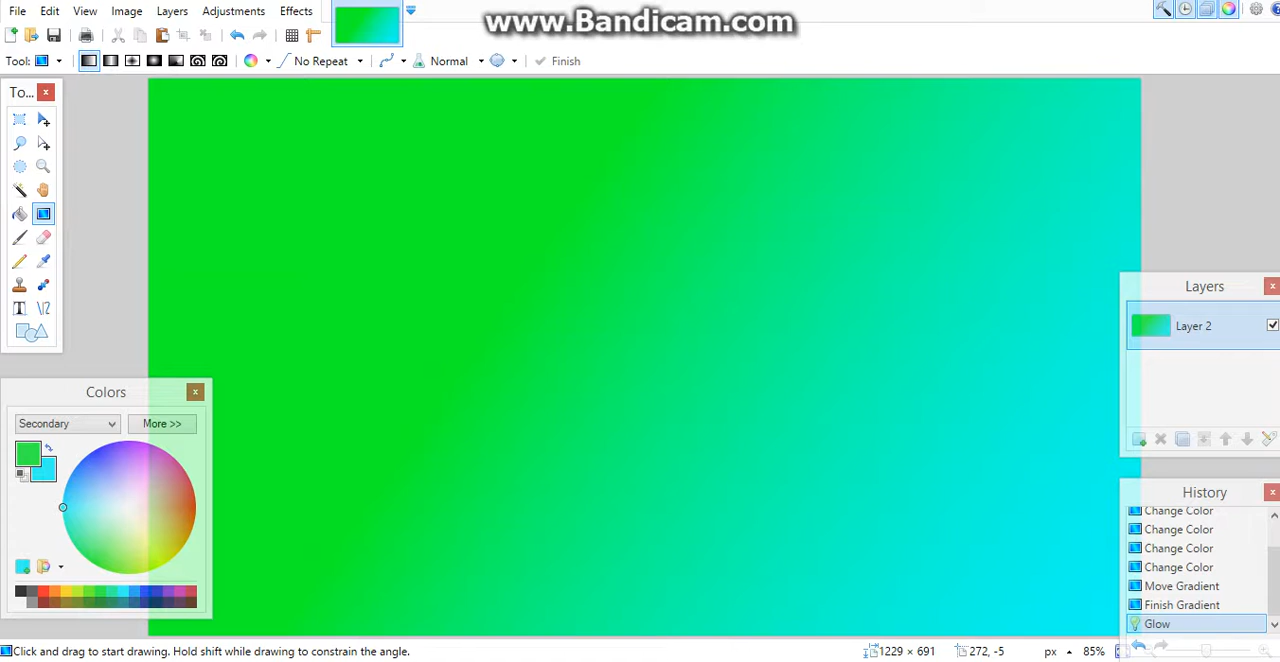 File Edit View Image Layers Adjustments Effects
www.Bandicam.com
Tool: No Repeat Normal Finish
To...
Layers
Layer 2
Colors
Secondary More >>
History
Change Color
Change Color
Change Color
Change Color
Move Gradient
Finish Gradient
Glow
Click and drag to start drawing. Hold shift while drawing to constrain the angle. 1229 × 691 272, -5 px 85%